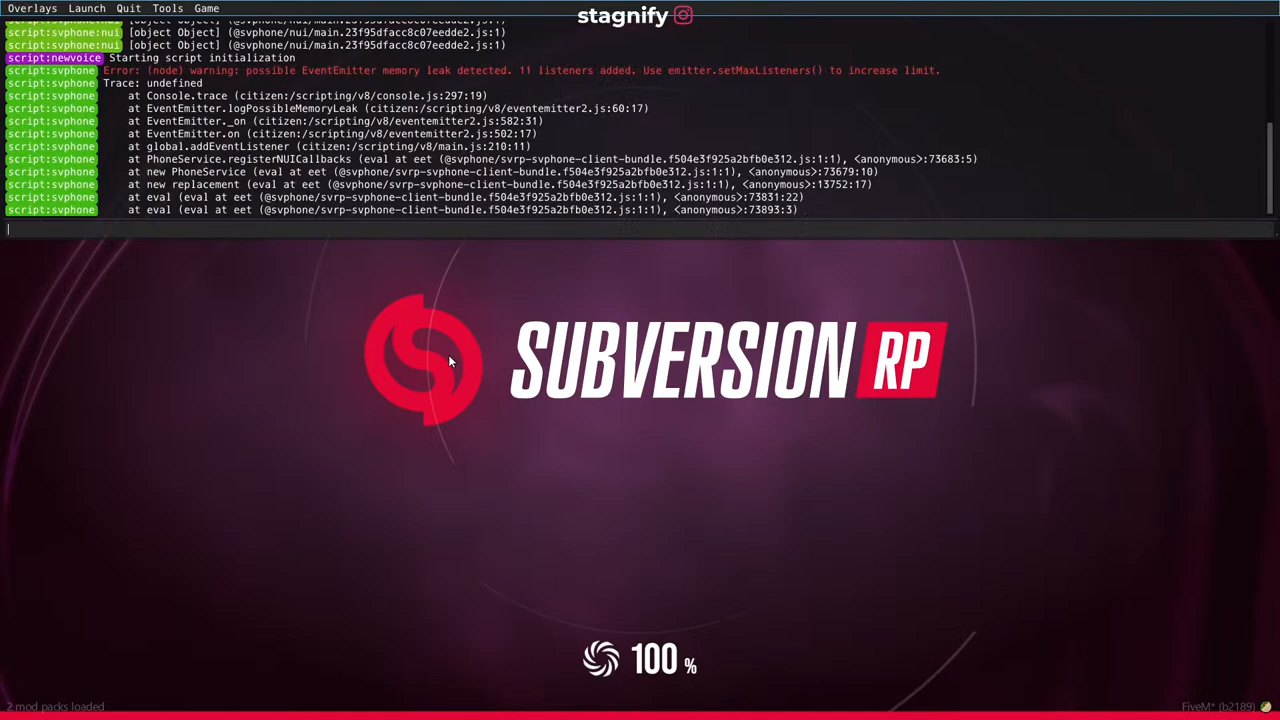 Overlays Launch Quit Tools Game
stagnify
script:svphone:nui [object Object] (@svphone/nui/main.23f95dfacc8c07eedde2.js:1)
script:svphone:nui [object Object] (@svphone/nui/main.23f95dfacc8c07eedde2.js:1)
script:svphone:nui [object Object] (@svphone/nui/main.23f95dfacc8c07eedde2.js:1)
script:newvoice Starting script initialization
script:svphone Error: (node) warning: possible EventEmitter memory leak detected. 11 listeners added. Use emitter.setMaxListeners() to increase limit.
script:svphone Trace: undefined
script:svphone at Console.trace (citizen:/scripting/v8/console.js:297:19)
script:svphone at EventEmitter.logPossibleMemoryLeak (citizen:/scripting/v8/eventemitter2.js:60:17)
script:svphone at EventEmitter._on (citizen:/scripting/v8/eventemitter2.js:582:31)
script:svphone at EventEmitter.on (citizen:/scripting/v8/eventemitter2.js:502:17)
script:svphone at global.addEventListener (citizen:/scripting/v8/main.js:210:11)
script:svphone at PhoneService.registerNUICallbacks (eval at eet (@svphone/svrp-svphone-client-bundle.f504e3f925a2bfb0e312.js:1:1), <anonymous>:73683:5)
script:svphone at new PhoneService (eval at eet (@svphone/svrp-svphone-client-bundle.f504e3f925a2bfb0e312.js:1:1), <anonymous>:73679:10)
script:svphone at new replacement (eval at eet (@svphone/svrp-svphone-client-bundle.f504e3f925a2bfb0e312.js:1:1), <anonymous>:13752:17)
script:svphone at eval (eval at eet (@svphone/svrp-svphone-client-bundle.f504e3f925a2bfb0e312.js:1:1), <anonymous>:73831:22)
script:svphone at eval (eval at eet (@svphone/svrp-svphone-client-bundle.f504e3f925a2bfb0e312.js:1:1), <anonymous>:73893:3)
SUBVERSION RP
100 %
2 mod packs loaded
FiveM* (b2189)